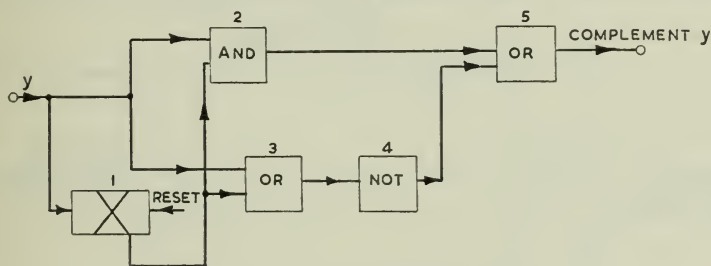 2
AND
5
OR
COMPLEMENT y
y
3
OR
4
NOT
1
RESET